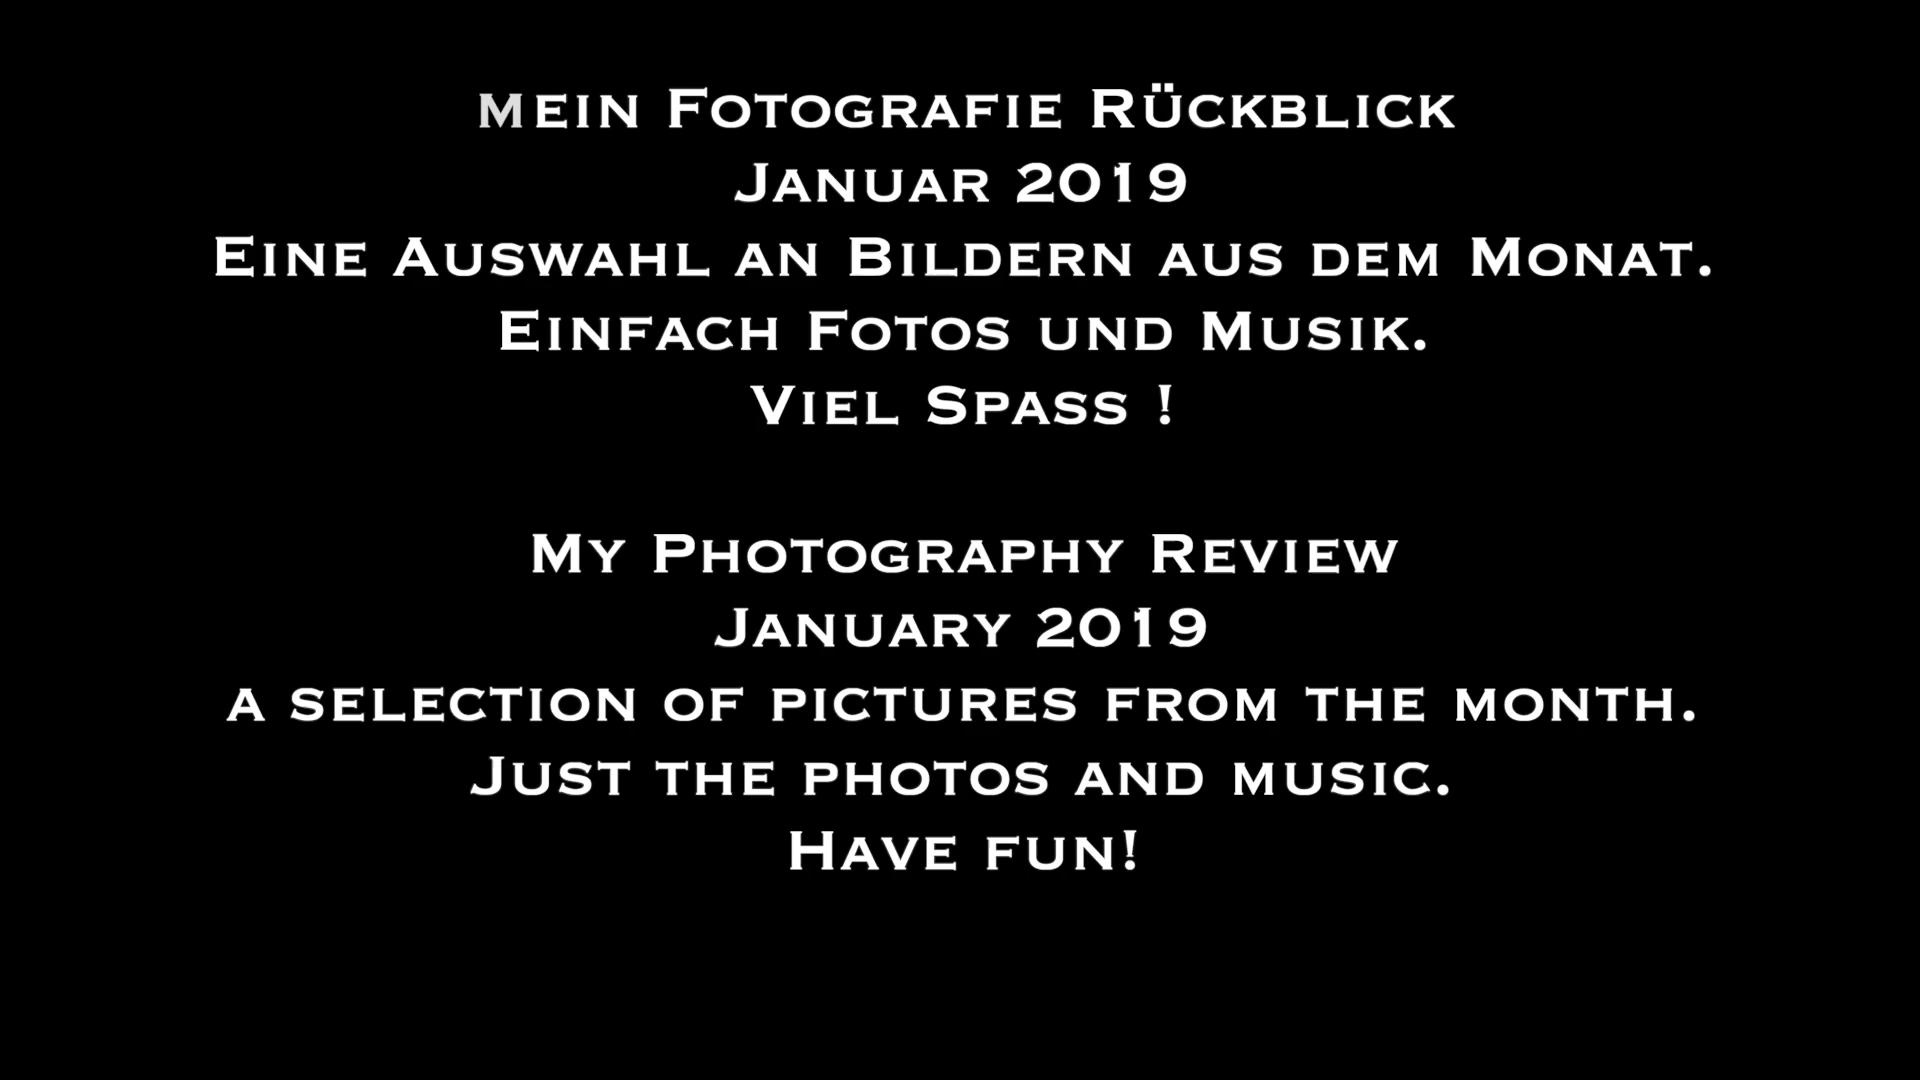 mein Fotografie Rückblick
Januar 2019
Eine Auswahl an Bildern aus dem Monat.
Einfach Fotos und Musik.
Viel Spass !
My Photography Review
January 2019
a selection of pictures from the month.
Just the photos and music.
Have fun!